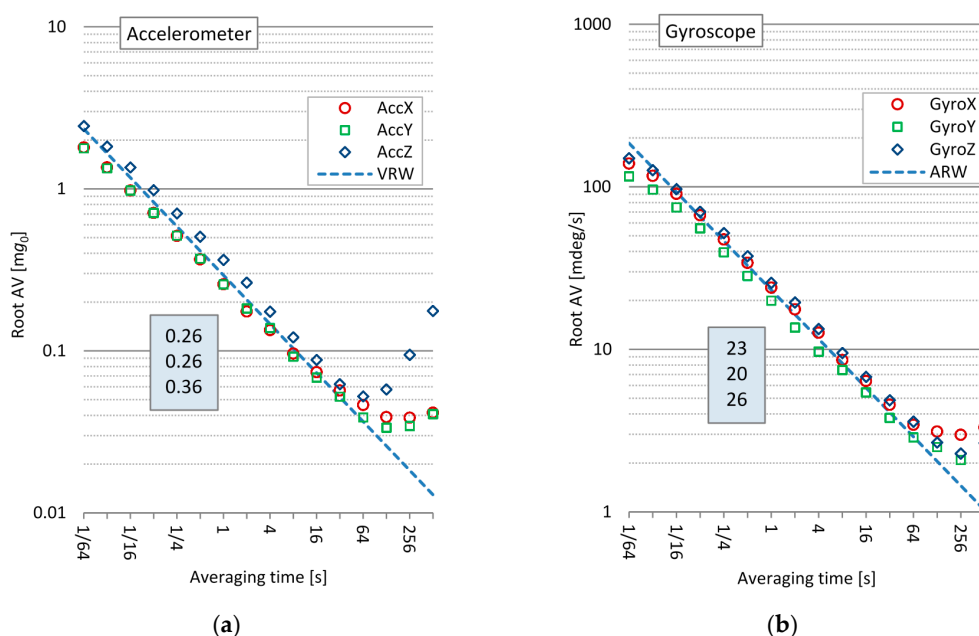 Accelerometer
10
1
0.1
0.01
Root AV [mg0]
AccX
AccY
AccZ
VRW
0.26
0.26
0.36
1/64
1/16
1/4
1
4
16
64
256
Averaging time [s]
(a)
Gyroscope
1000
100
10
1
Root AV [mdeg/s]
GyroX
GyroY
GyroZ
ARW
23
20
26
1/64
1/16
1/4
1
4
16
64
256
Averaging time [s]
(b)